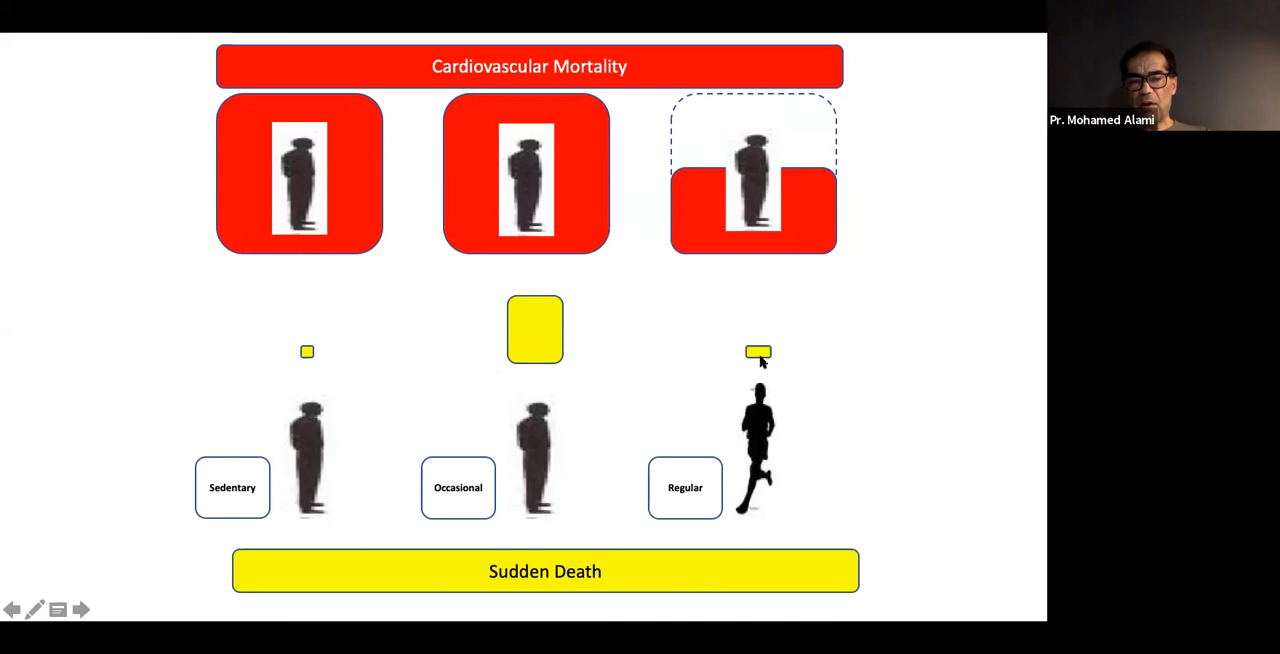 Cardiovascular Mortality
Pr. Mohamed Alami
Sedentary
Occasional
Regular
Sudden Death